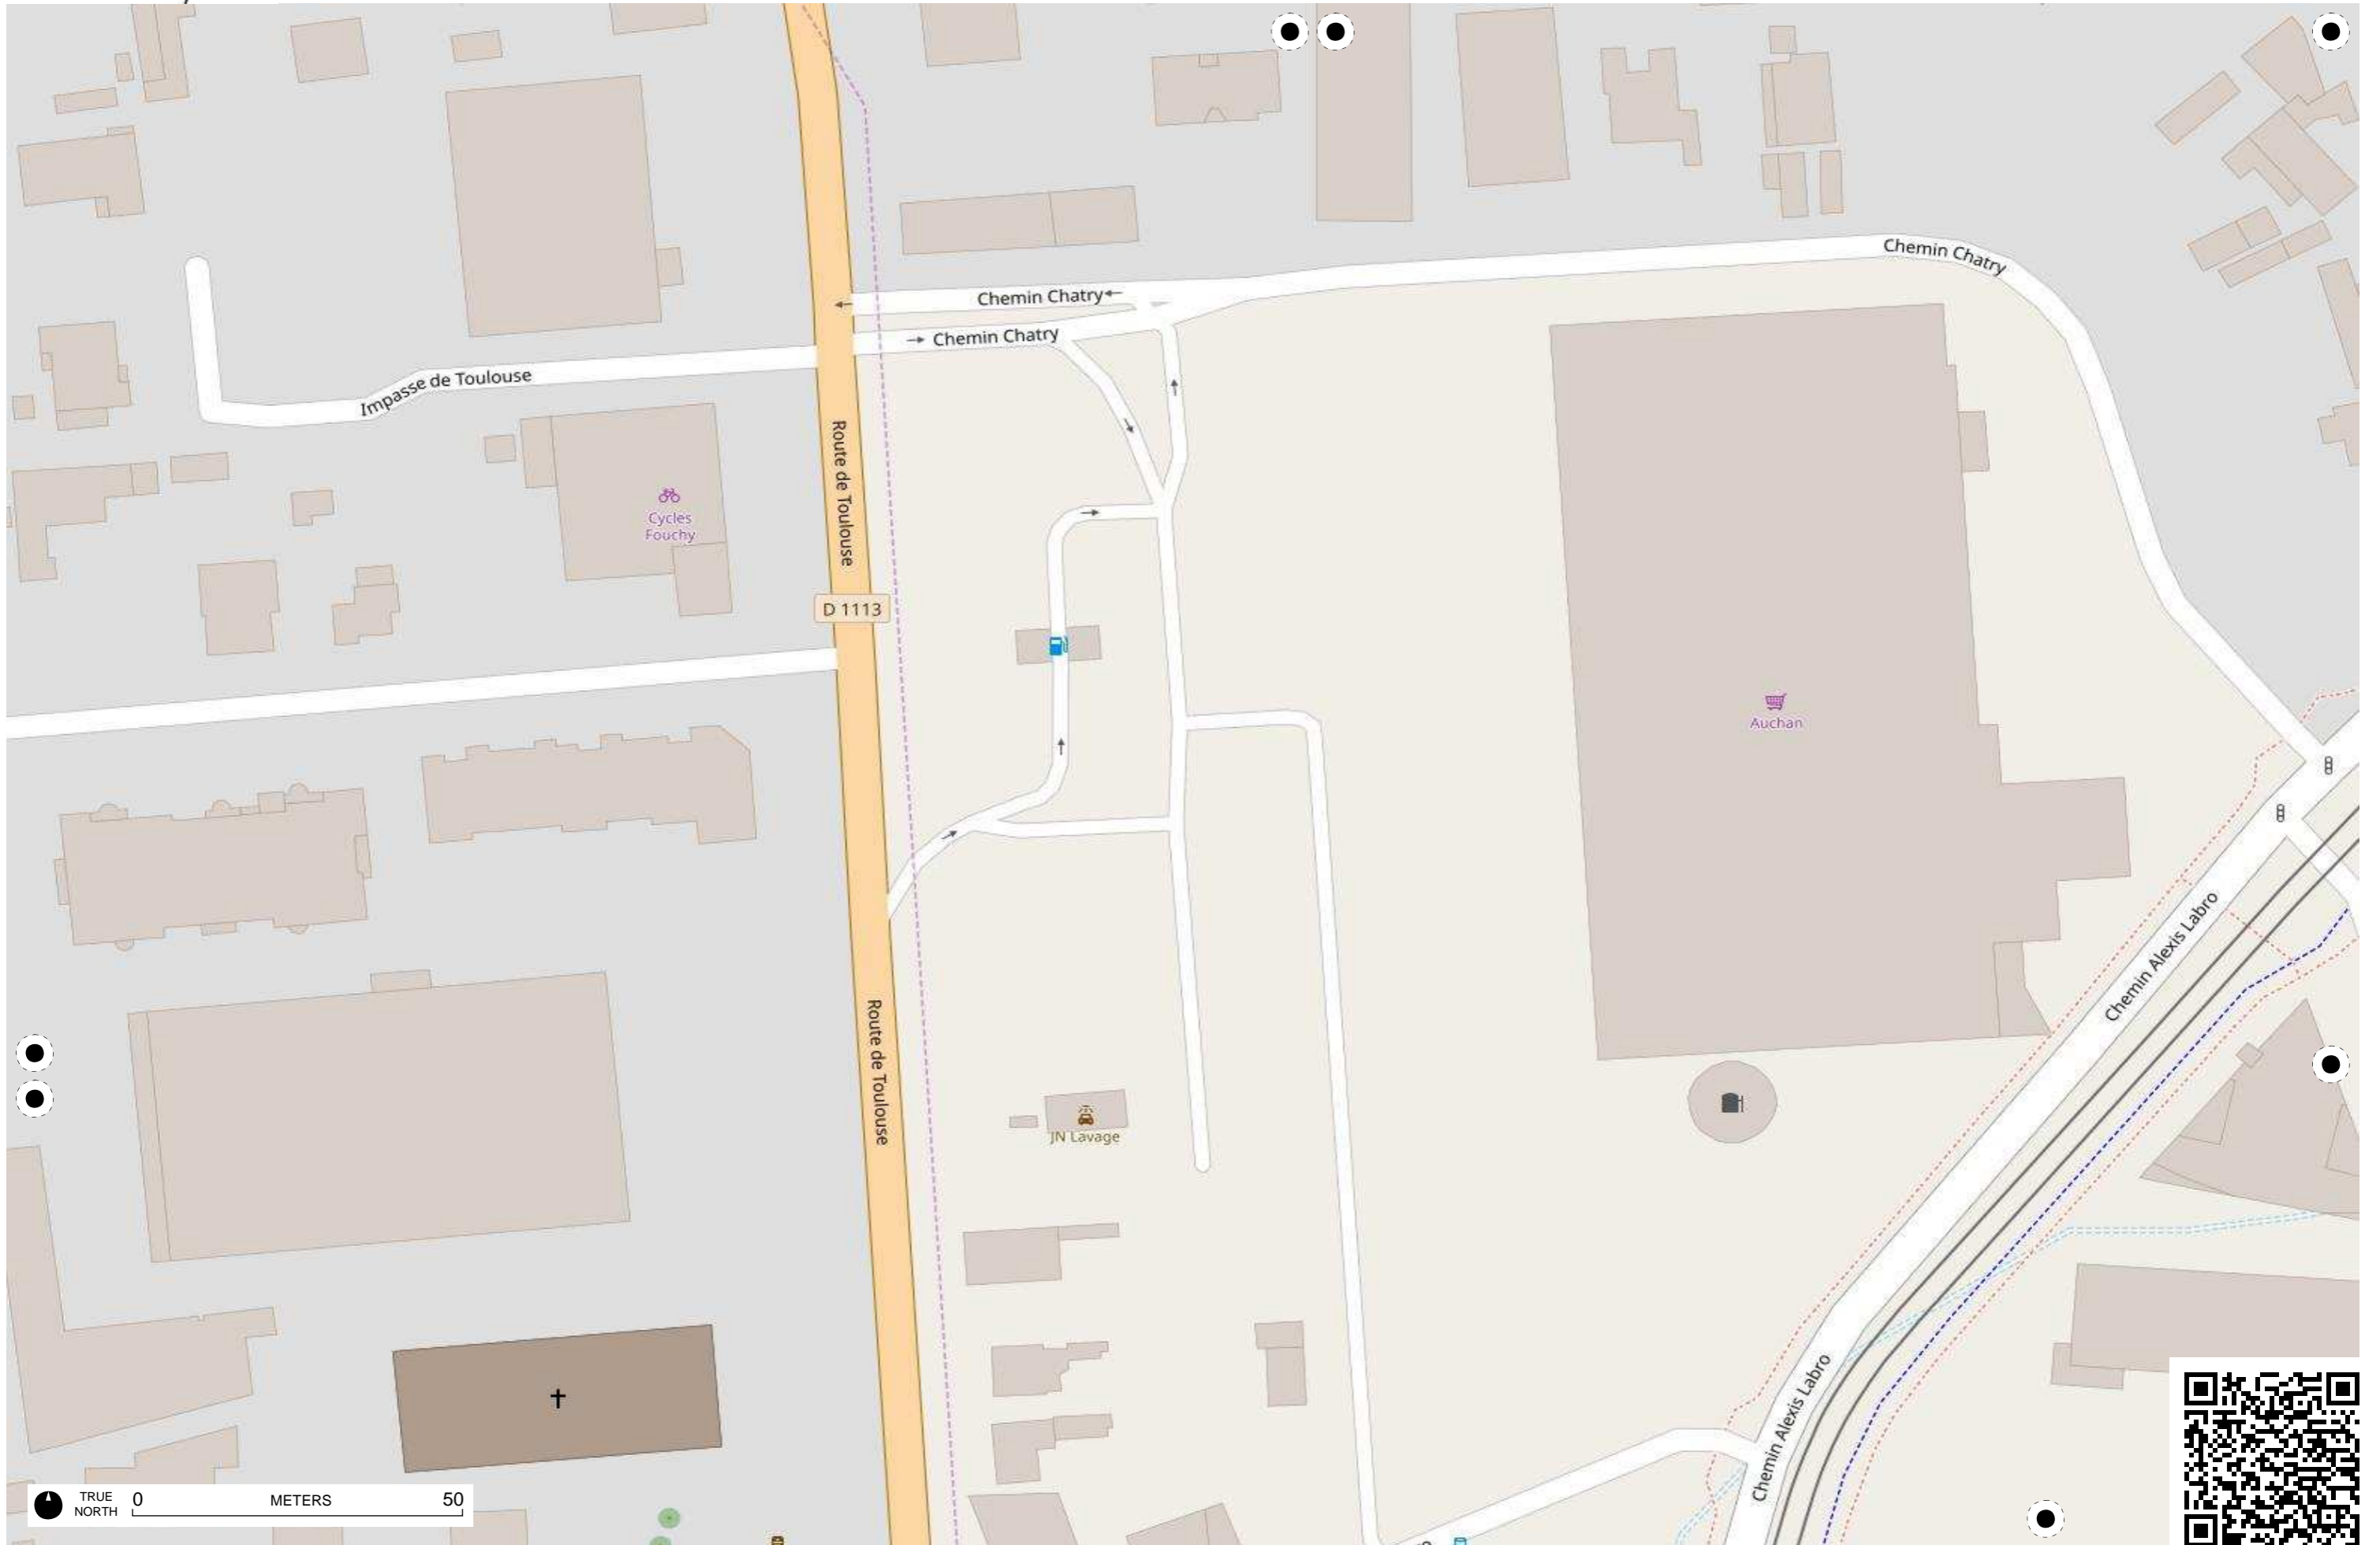 Chemin Chatry
Chemin Chatry
Chemin Chatry
Impasse de Toulouse
Route de Toulouse
Cycles
Fouchy
D 1113
Auchan
Chemin Alexis Labro
Route de Toulouse
JN Lavage
Chemin Alexis Labro
TRUE
NORTH
0 METERS 50